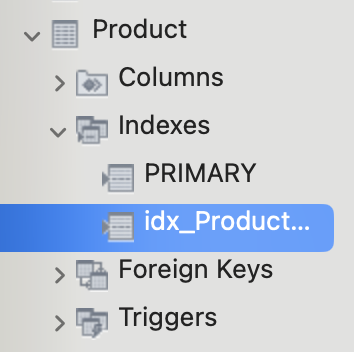 Product
Columns
Indexes
PRIMARY
idx_Product...
Foreign Keys
Triggers